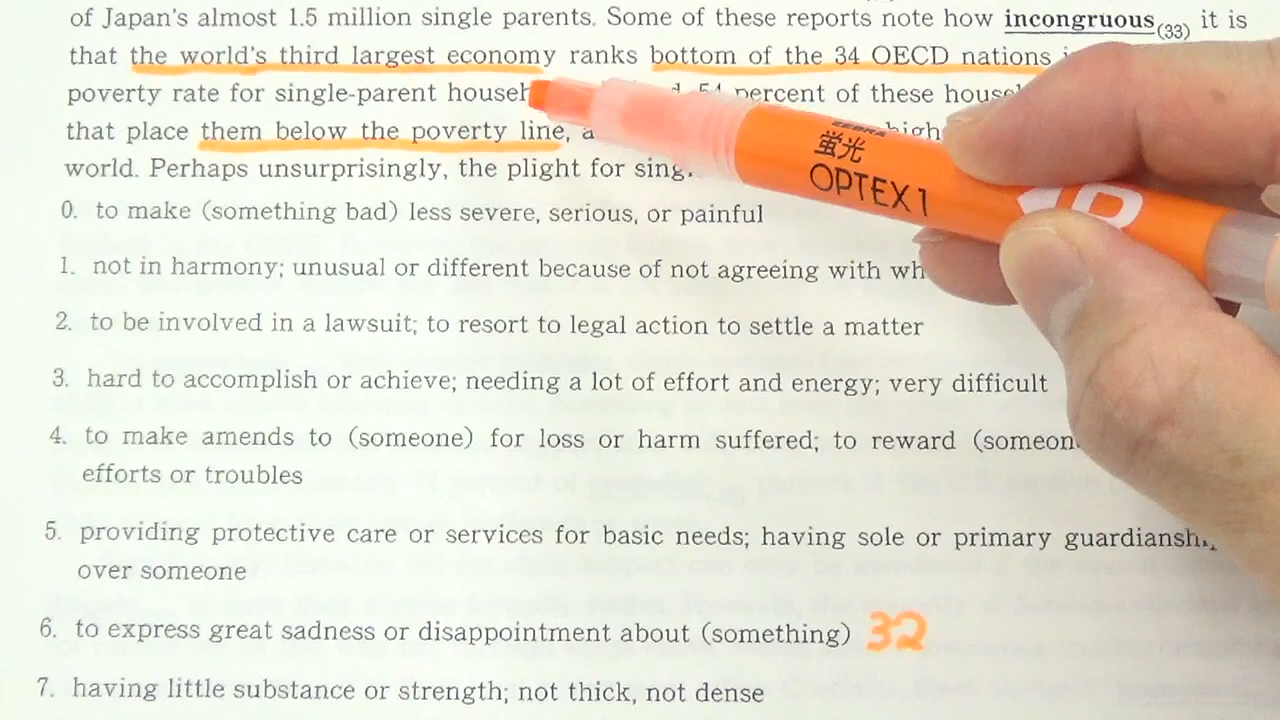 of Japan's almost 1.5 million single parents. Some of these reports note how incongruous(33) it is
that the world's third largest economy ranks bottom of the 34 OECD nations
poverty rate for single-parent percent of these
that place them below the poverty line,
world. Perhaps unsurprisingly, the plight for
0. to make (something bad) less severe, serious, or painful
1. not in harmony; unusual or different because of not agreeing with
2. to be involved in a lawsuit; to resort to legal action to settle a matter
3. hard to accomplish or achieve; needing a lot of effort and energy; very difficult
4. to make amends to (someone) for loss or harm suffered; to reward
efforts or troubles
5. providing protective care or services for basic needs; having sole or primary
over someone
6. to express great sadness or disappointment about (something) 32
7. having little substance or strength; not thick, not dense
ZEBRA
蛍光
OPTEX 1